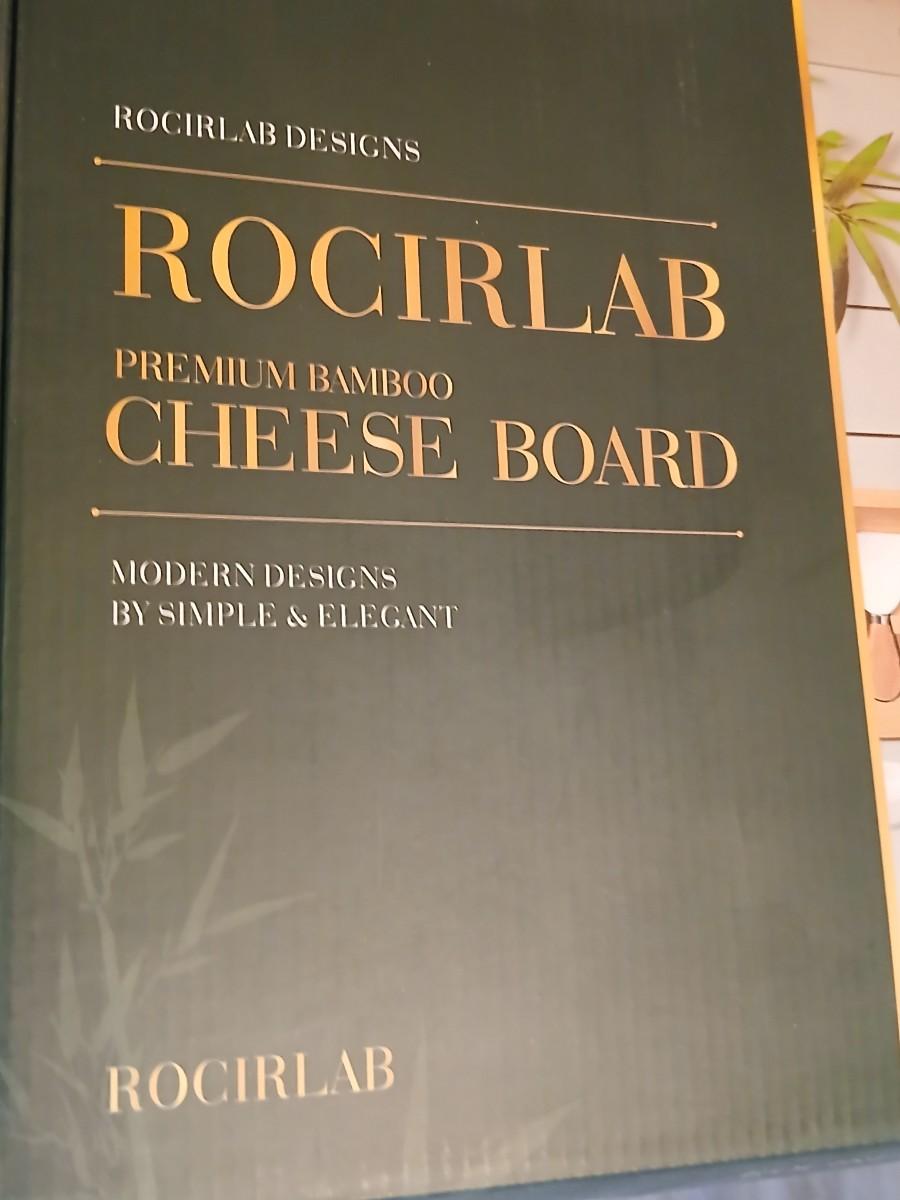 ROCIRLAB DESIGNS
ROCIRLAB
PREMIUM BAMBOO
CHEESE BOARD
MODERN DESIGNS
BY SIMPLE & ELEGANT
ROCIRLAB